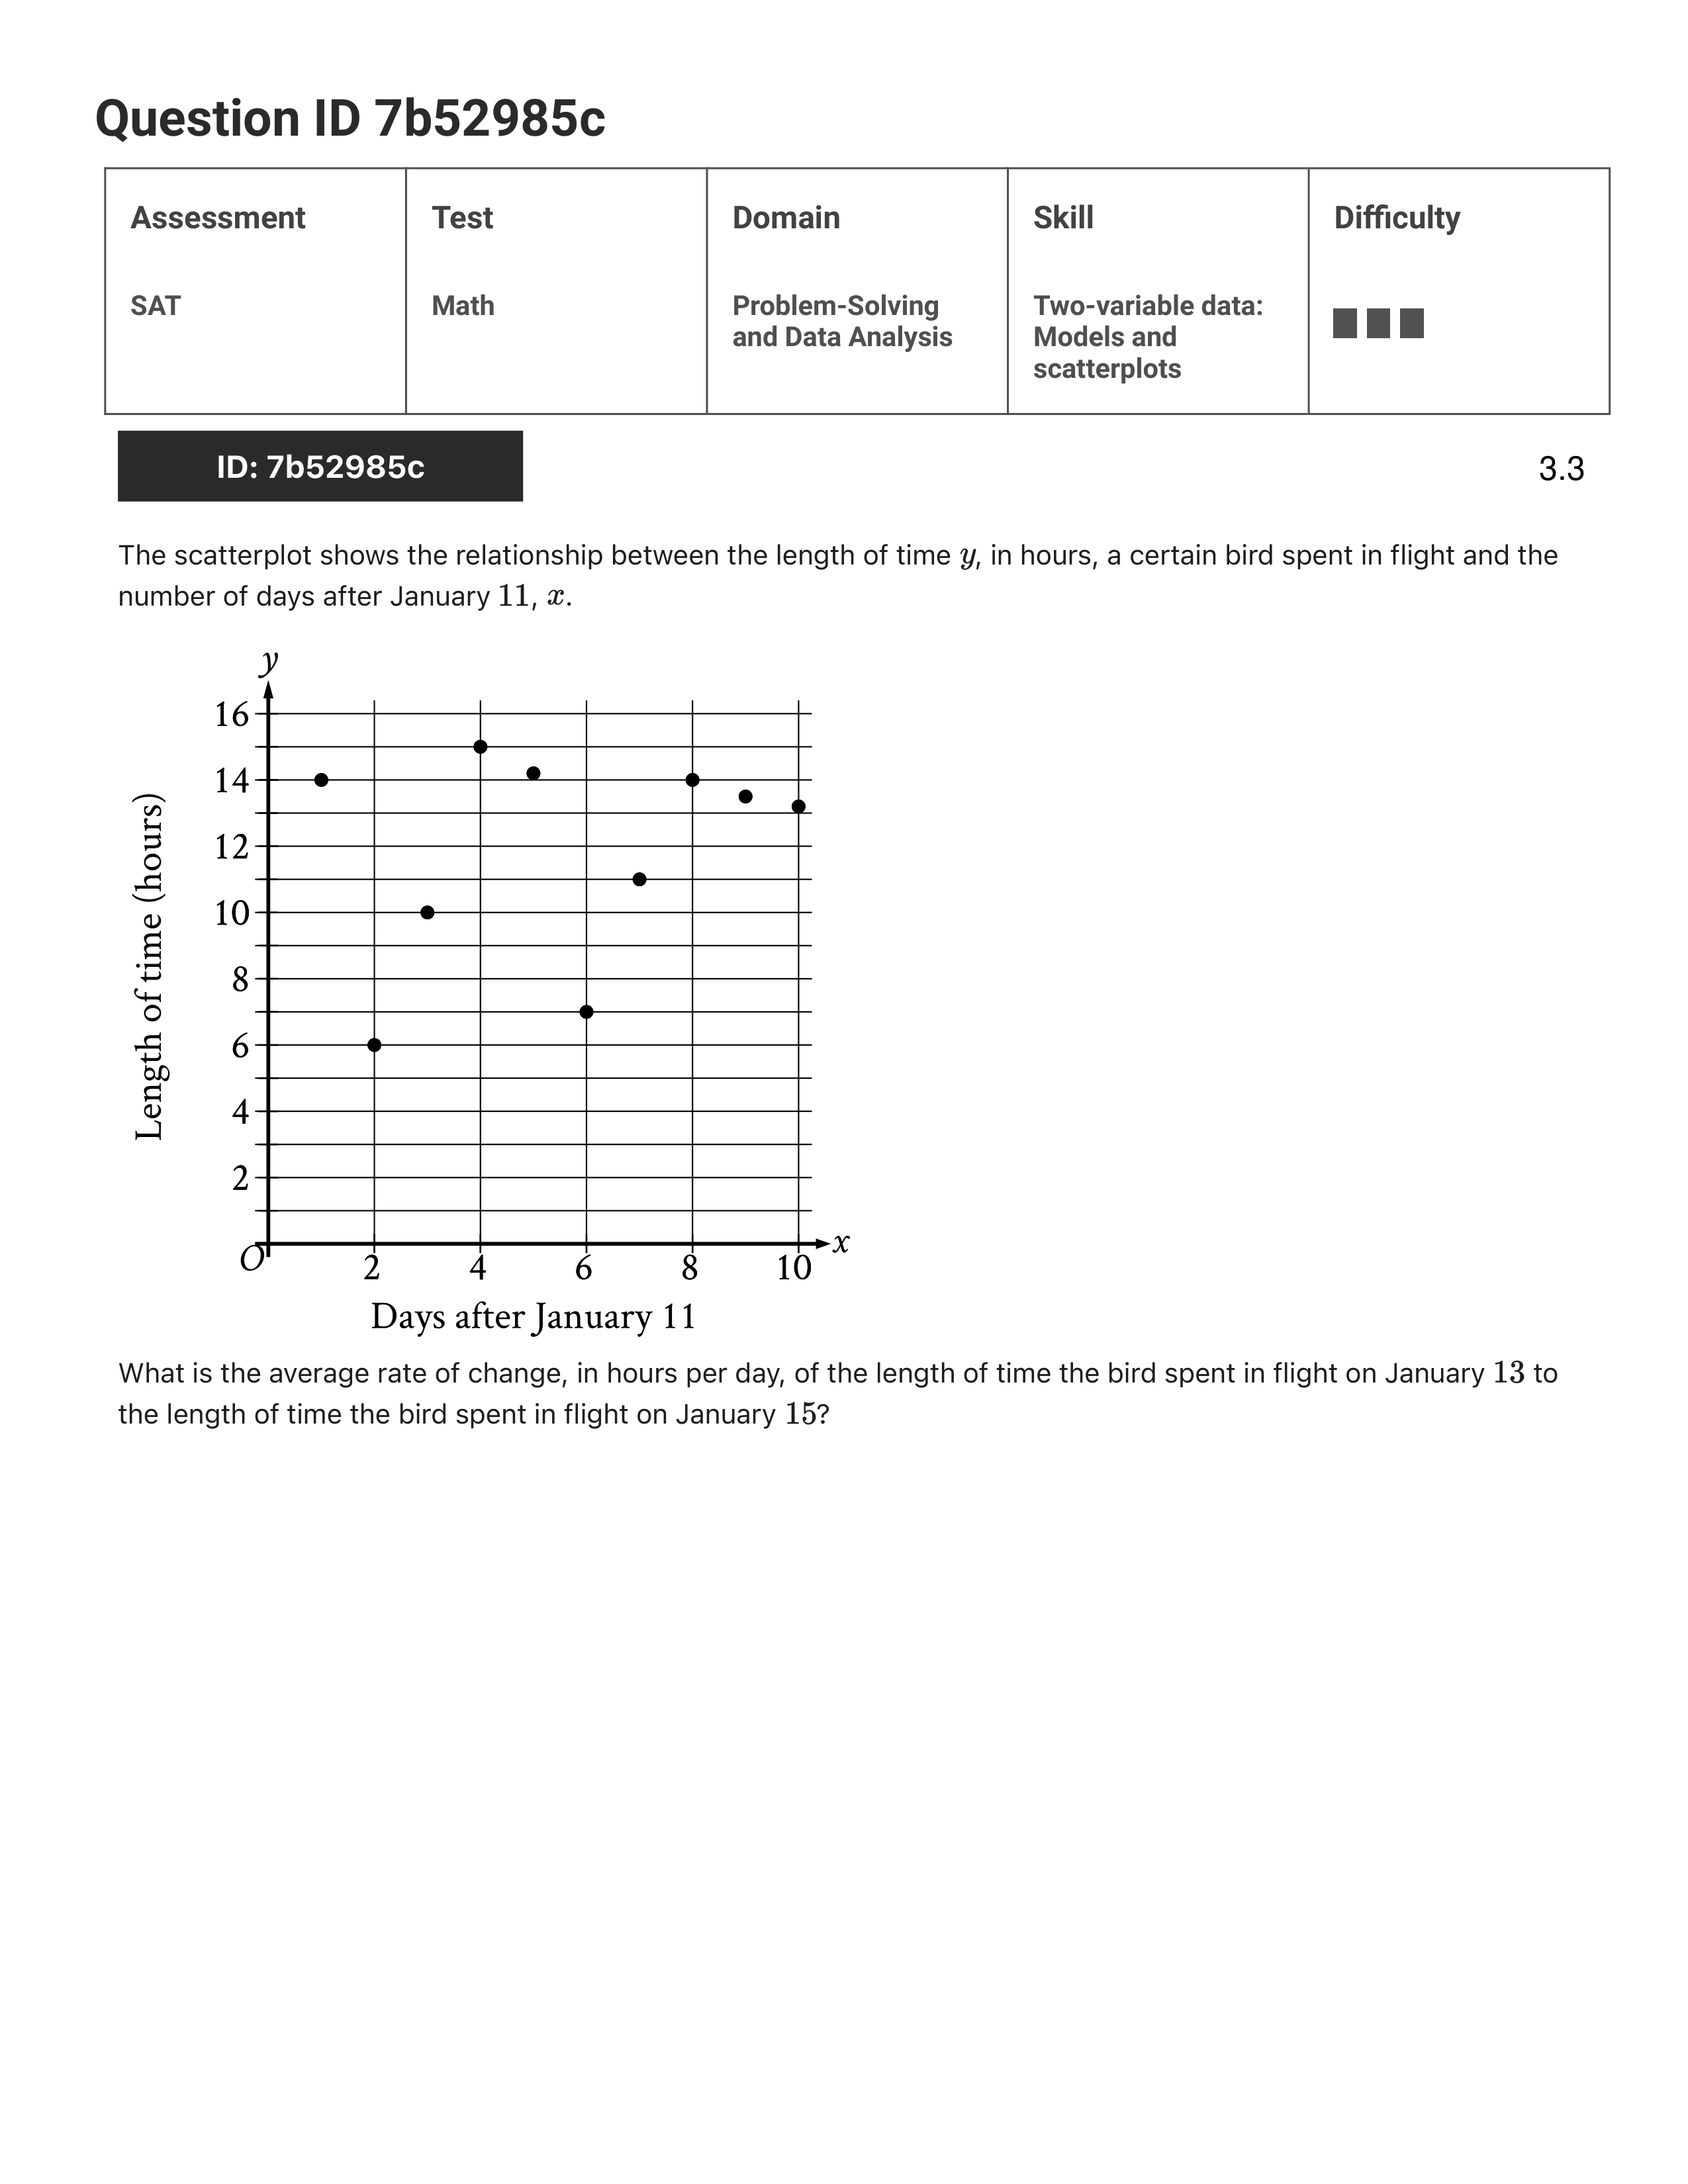 Question ID 7b52985c
Assessment Test Domain Skill Difficulty
SAT Math Problem-Solving and Data Analysis Two-variable data: Models and scatterplots
ID: 7b52985c 3.3
The scatterplot shows the relationship between the length of time y, in hours, a certain bird spent in flight and the
number of days after January 11, x.
y
16
14
12
10
8
6
4
2
Length of time (hours)
O 2 4 6 8 10 x
Days after January 11
What is the average rate of change, in hours per day, of the length of time the bird spent in flight on January 13 to
the length of time the bird spent in flight on January 15?